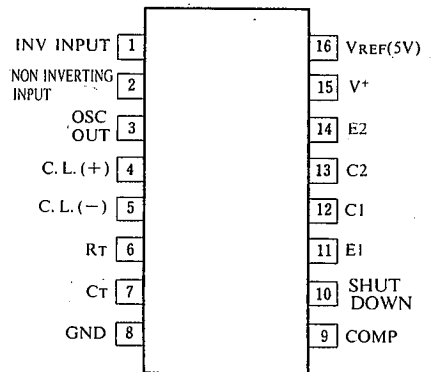 INV INPUT 1
NON INVERTING
INPUT 2
OSC
OUT 3
C. L. (+) 4
C. L. (−) 5
RT 6
CT 7
GND 8
16 VREF(5V)
15 V+
14 E2
13 C2
12 C1
11 E1
10 SHUT
DOWN
9 COMP